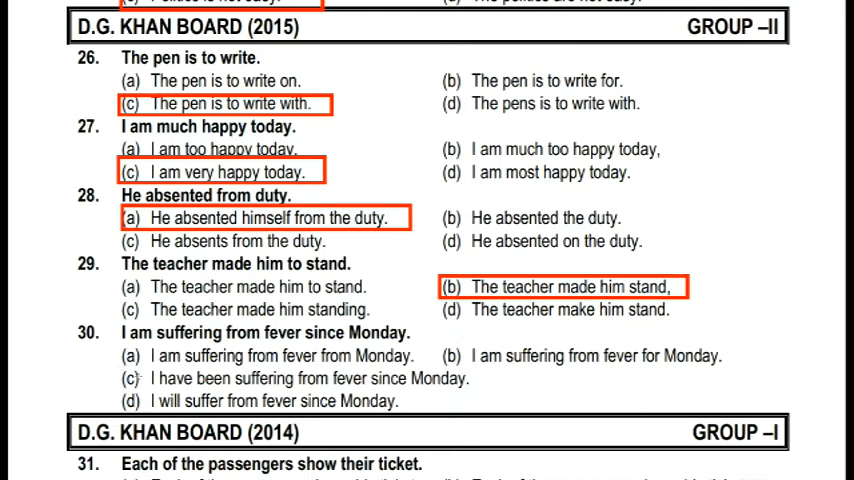 (c) Politics is not easy. (d) Politics are not easy.
D.G. KHAN BOARD (2015) GROUP –II
26. The pen is to write.
(a) The pen is to write on. (b) The pen is to write for.
(c) The pen is to write with. (d) The pens is to write with.
27. I am much happy today.
(a) I am too happy today. (b) I am much too happy today,
(c) I am very happy today. (d) I am most happy today.
28. He absented from duty.
(a) He absented himself from the duty. (b) He absented the duty.
(c) He absents from the duty. (d) He absented on the duty.
29. The teacher made him to stand.
(a) The teacher made him to stand. (b) The teacher made him stand,
(c) The teacher made him standing. (d) The teacher make him stand.
30. I am suffering from fever since Monday.
(a) I am suffering from fever from Monday. (b) I am suffering from fever for Monday.
(c) I have been suffering from fever since Monday.
(d) I will suffer from fever since Monday.
D.G. KHAN BOARD (2014) GROUP –I
31. Each of the passengers show their ticket.